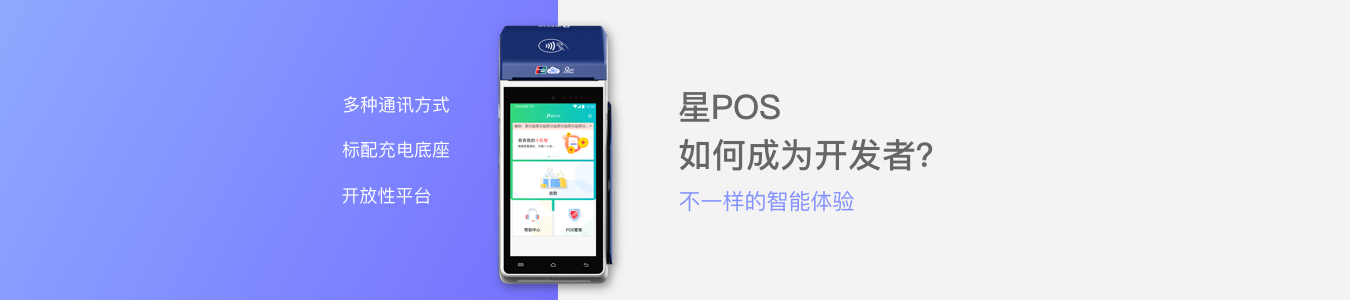 多种通讯方式
标配充电底座
开放性平台
收款
帮助中心
POS管家
星POS
如何成为开发者?
不一样的智能体验